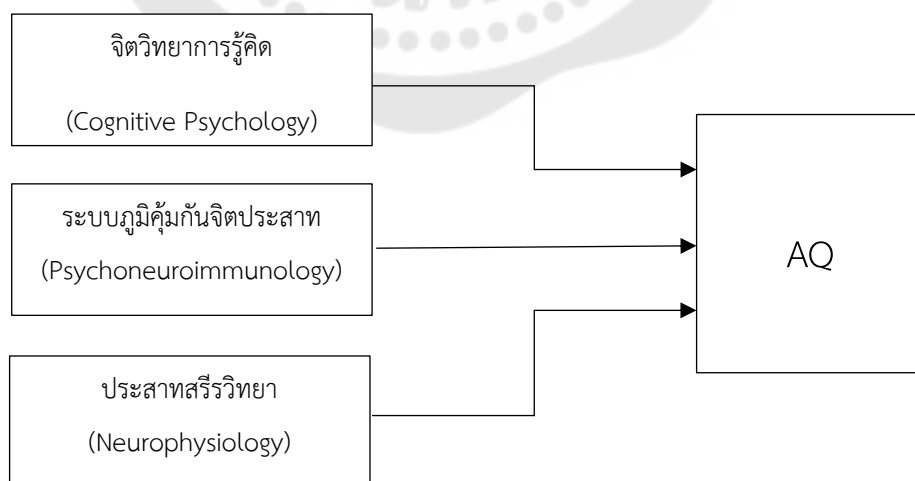 จิตวิทยาการรู้คิด
(Cognitive Psychology)
ระบบภูมิคุ้มกันจิตประสาท
(Psychoneuroimmunology)
AQ
ประสาทสรีรวิทยา
(Neurophysiology)